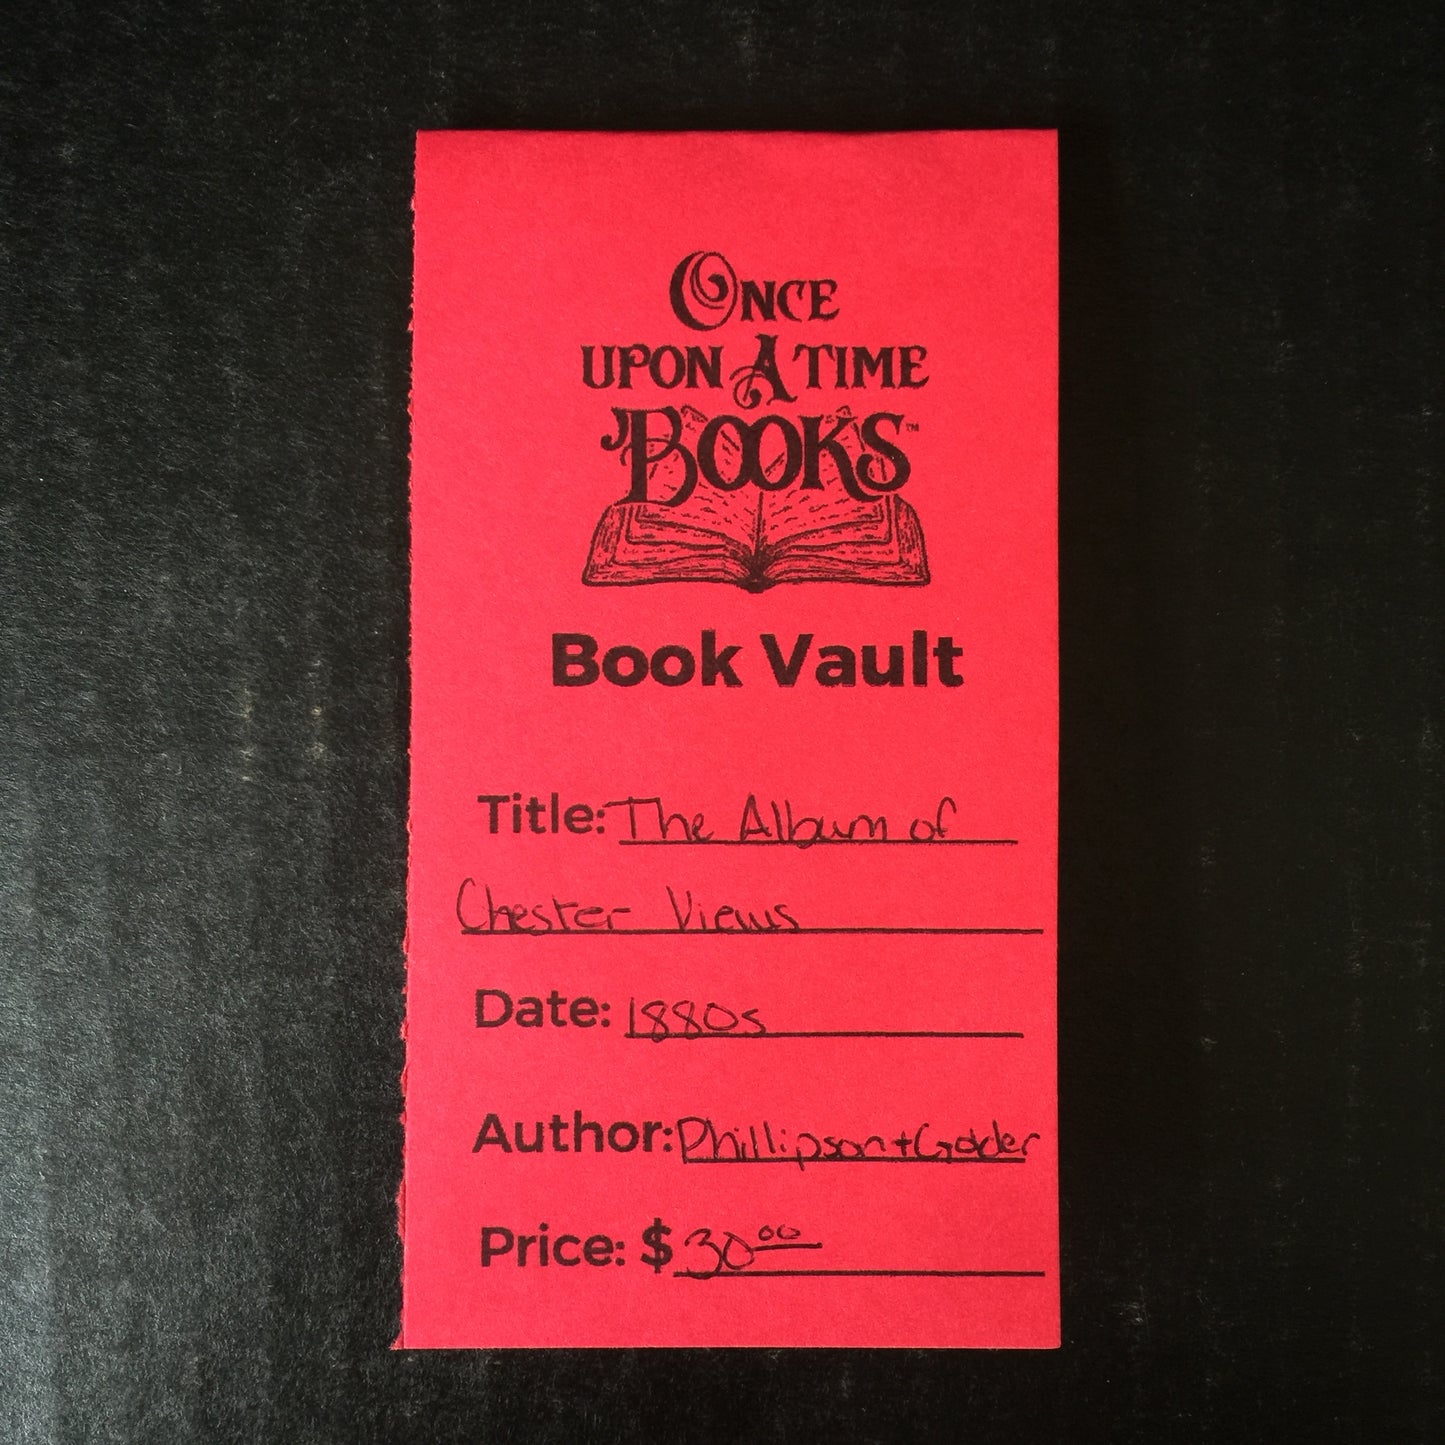 ONCE
UPON A TIME
BOOKS™
Book Vault
Title: The Album of
Chester Views
Date: 1880s
Author: Phillipson + Golder
Price: $30.00